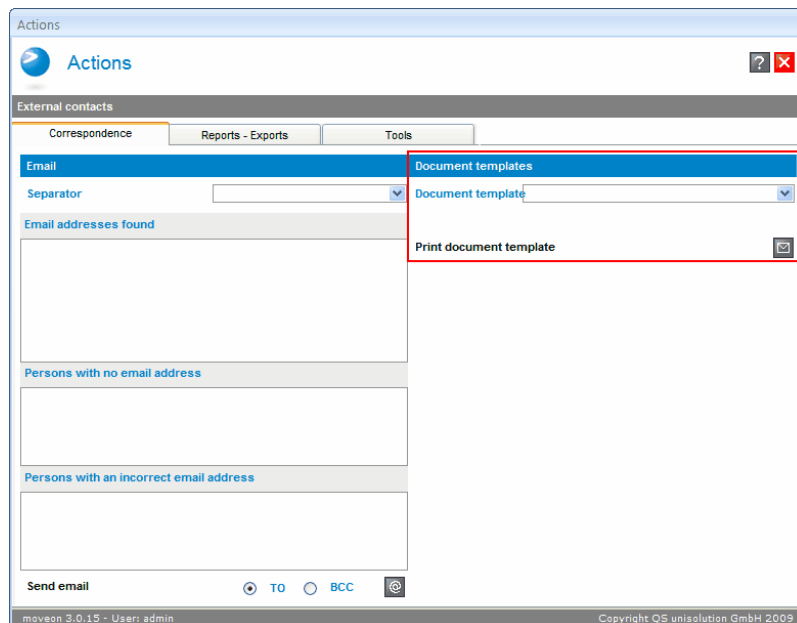 Actions
Actions
?
External contacts
Correspondence Reports - Exports Tools
Email
Separator
Email addresses found
Persons with no email address
Persons with an incorrect email address
Send email TO BCC @
Document templates
Document template
Print document template
moveon 3.0.15 - User: admin Copyright QS unisolution GmbH 2009